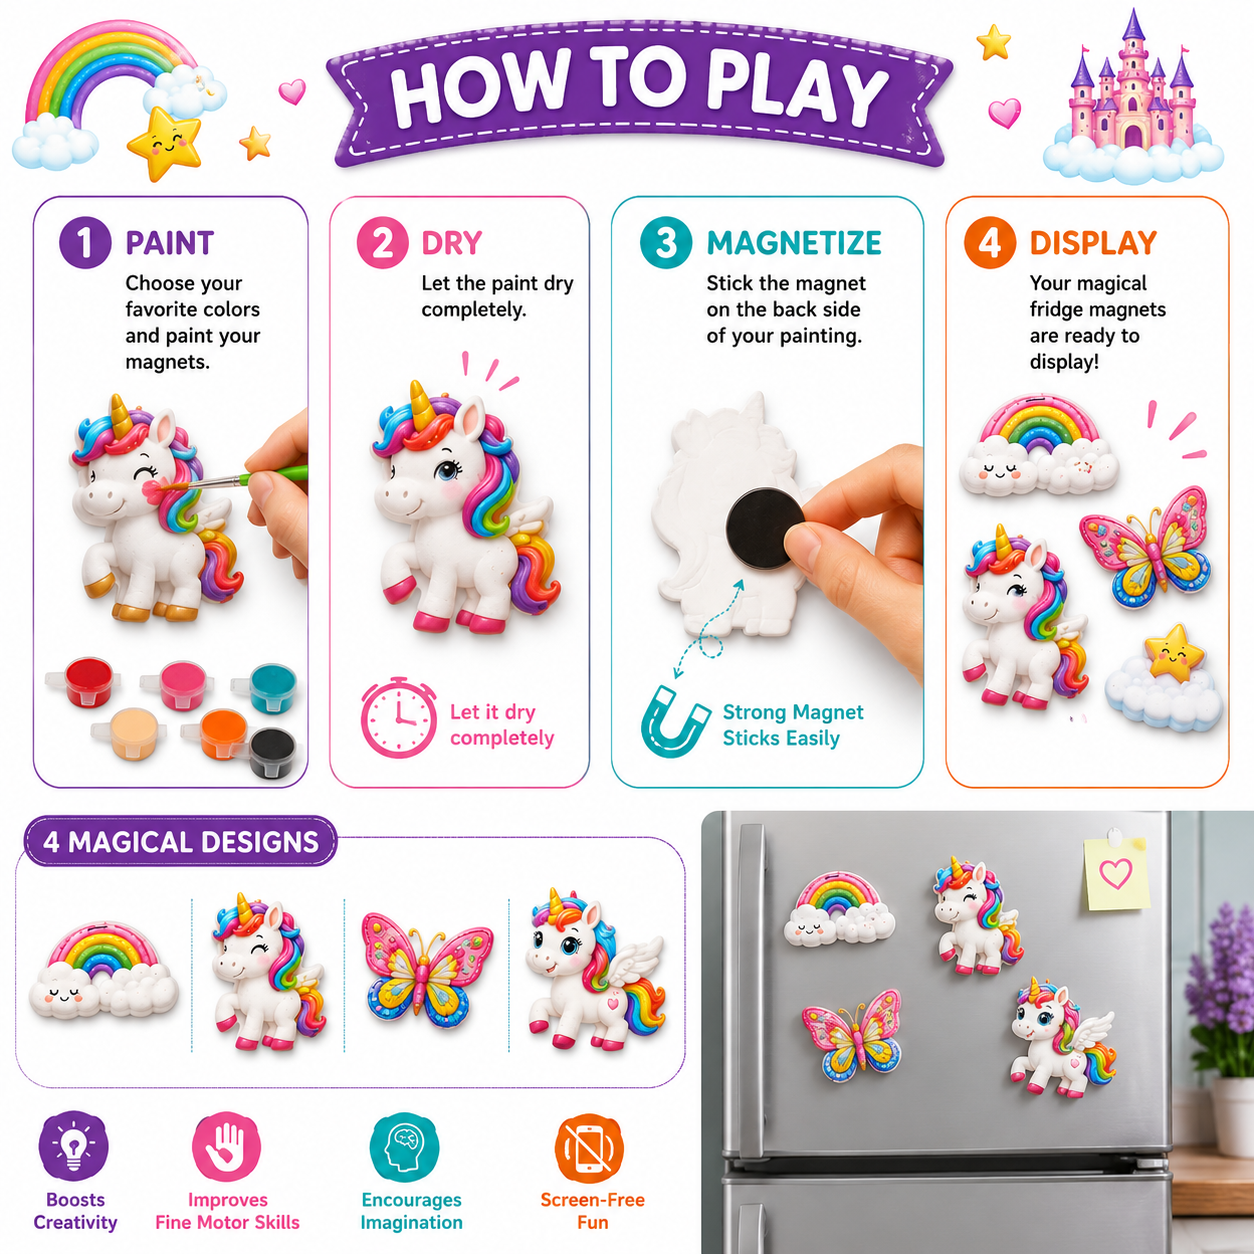 HOW TO PLAY
1 PAINT
Choose your
favorite colors
and paint your
magnets.
2 DRY
Let the paint dry
completely.
Let it dry
completely
3 MAGNETIZE
Stick the magnet
on the back side
of your painting.
Strong Magnet
Sticks Easily
4 DISPLAY
Your magical
fridge magnets
are ready to
display!
4 MAGICAL DESIGNS
Boosts
Creativity
Improves
Fine Motor Skills
Encourages
Imagination
Screen-Free
Fun